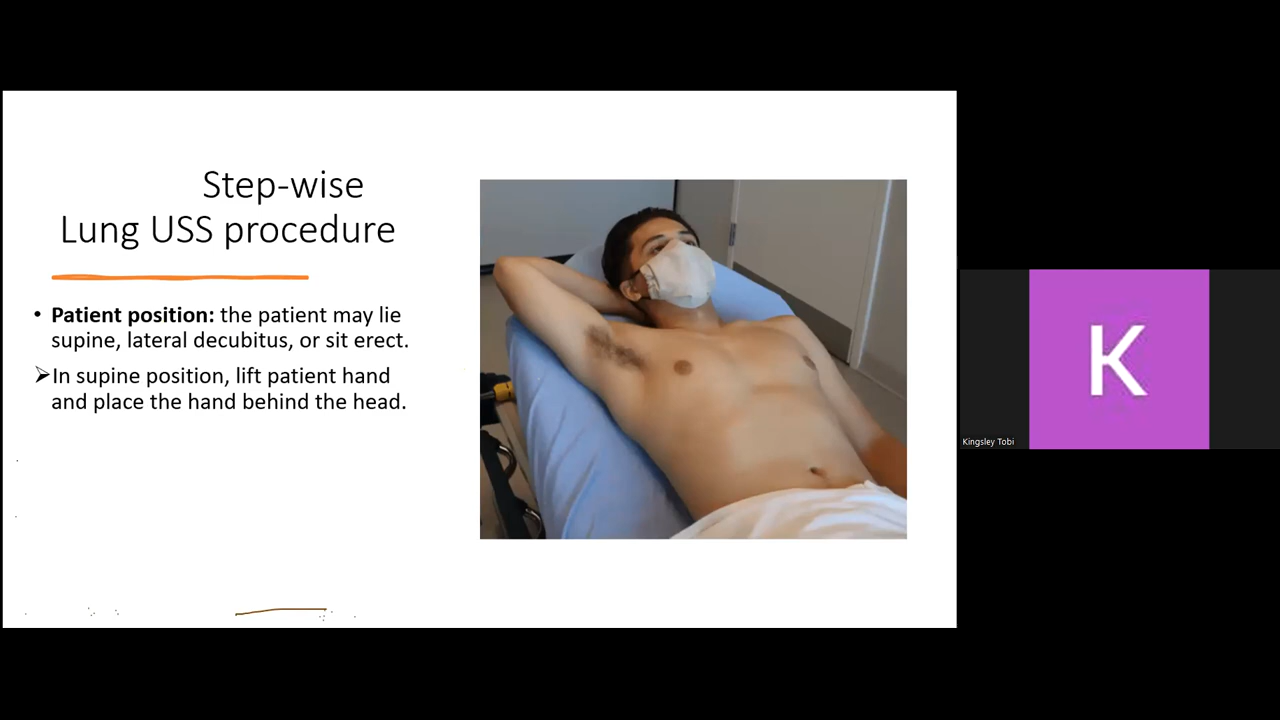 Step-wise
Lung USS procedure
• Patient position: the patient may lie
supine, lateral decubitus, or sit erect.
➢In supine position, lift patient hand
and place the hand behind the head.
K
Kingsley Tobi